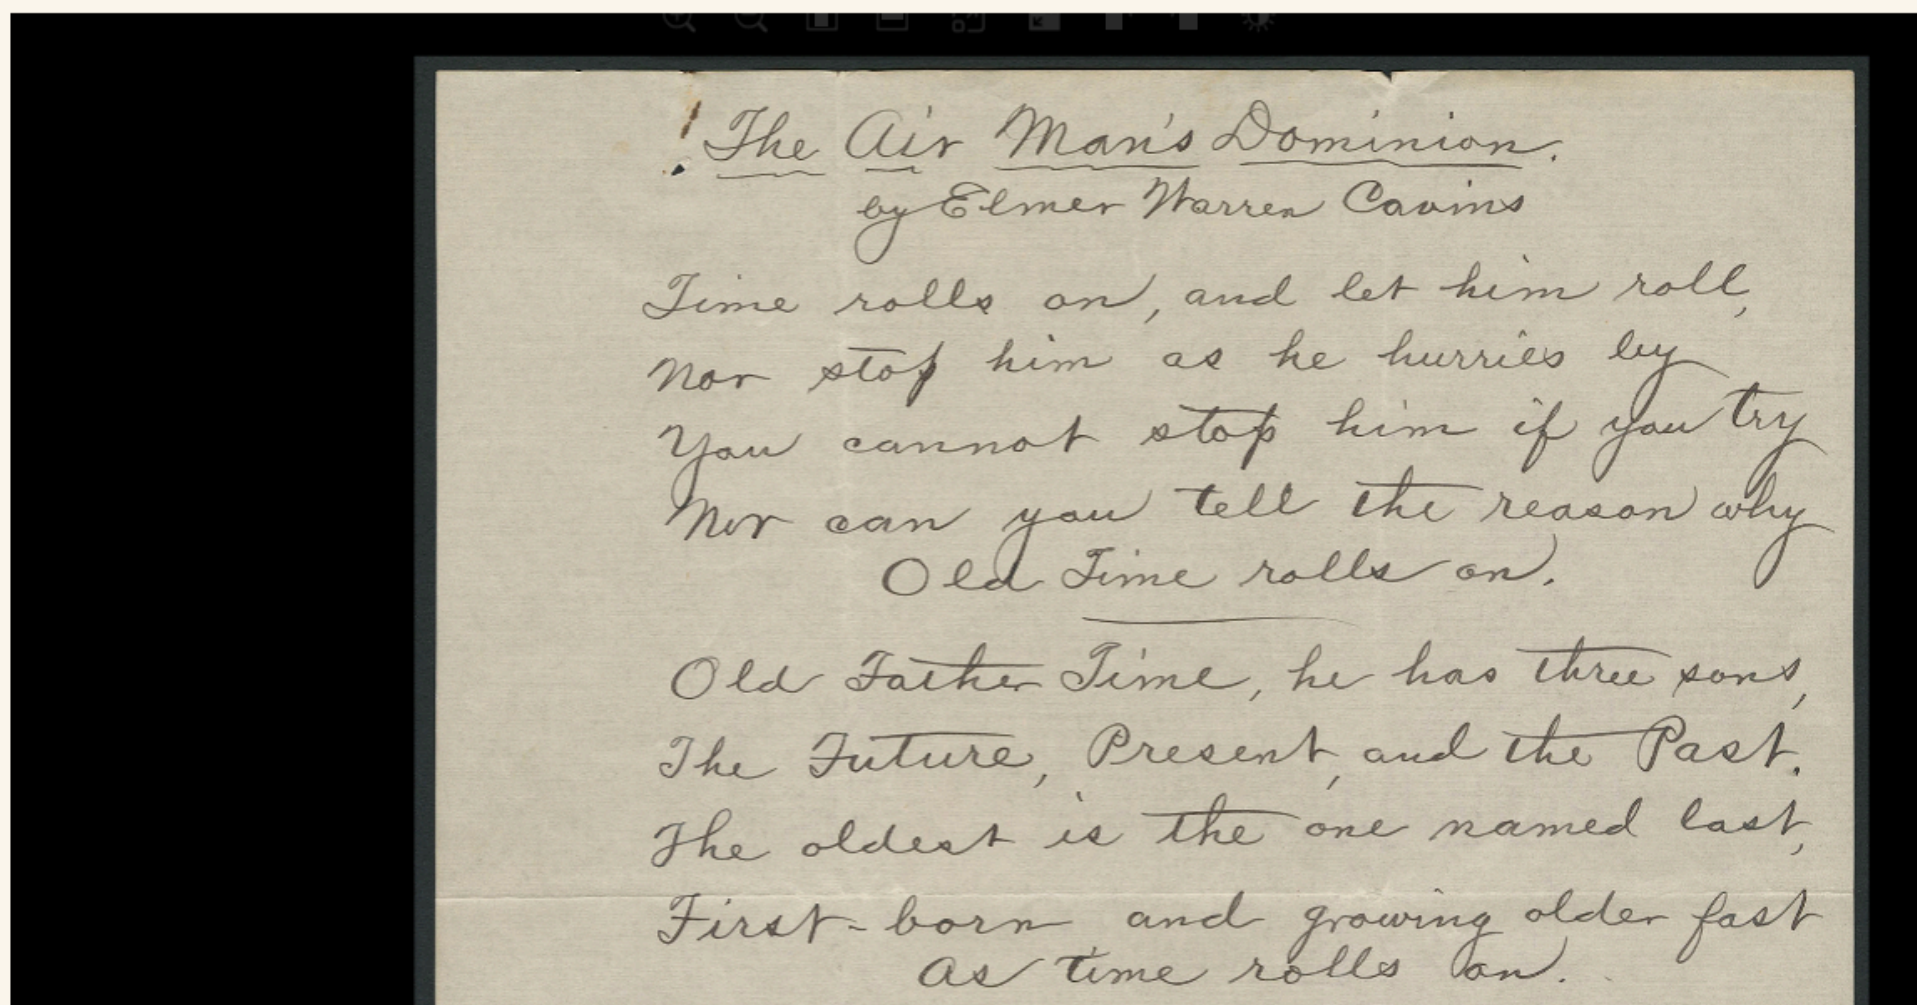 The Air Man's Dominion.
by Elmer Warren Cavins
Time rolls on, and let him roll,
Nor stop him as he hurries by
You cannot stop him if you try
Nor can you tell the reason why
Old Time rolls on.
Old Father Time, he has three sons,
The Future, Present, and the Past.
The oldest is the one named last,
First-born and growing older fast
As time rolls on.